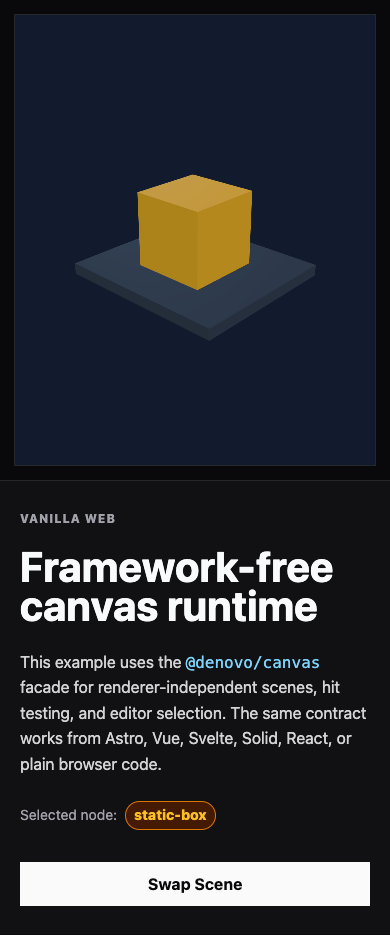 VANILLA WEB
Framework-free
canvas runtime
This example uses the @denovo/canvas
facade for renderer-independent scenes, hit
testing, and editor selection. The same contract
works from Astro, Vue, Svelte, Solid, React, or
plain browser code.
Selected node: static-box
Swap Scene